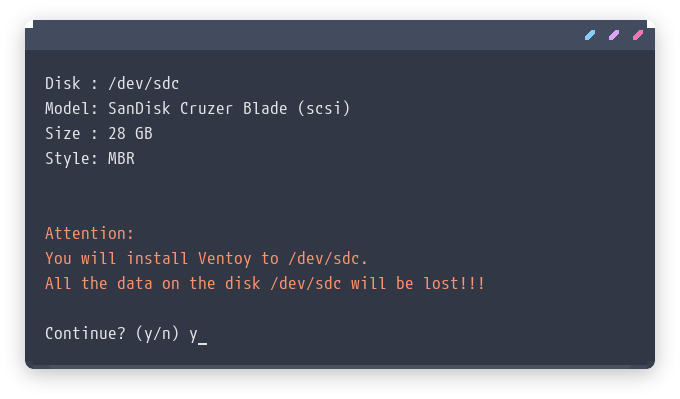 Disk : /dev/sdc
Model: SanDisk Cruzer Blade (scsi)
Size : 28 GB
Style: MBR
Attention:
You will install Ventoy to /dev/sdc.
All the data on the disk /dev/sdc will be lost!!!
Continue? (y/n) y_